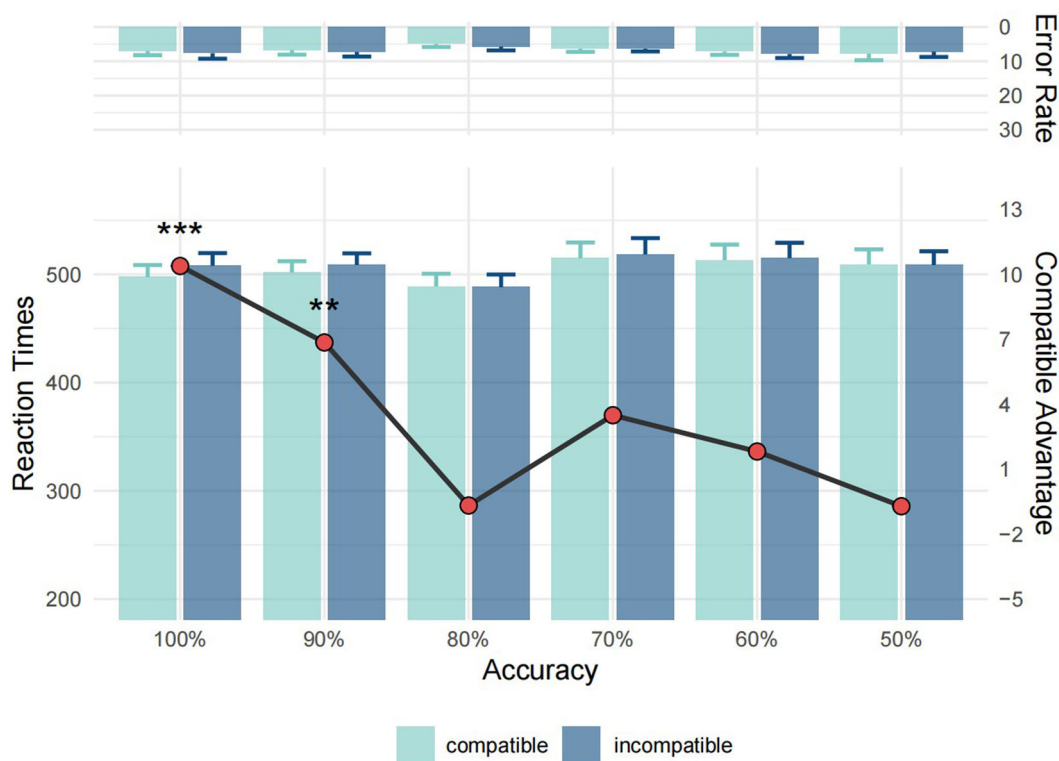 0
10
20
30
Error Rate
***
**
500
400
300
200
Reaction Times
13
10
7
4
1
−2
−5
Compatible Advantage
100% 90% 80% 70% 60% 50%
Accuracy
compatible incompatible